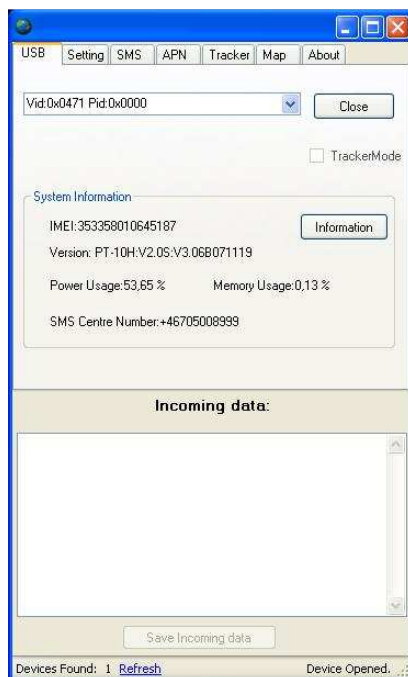 USB Setting SMS APN Tracker Map About
Vid:0x0471 Pid:0x0000 Close
TrackerMode
System Information
IMEI:353358010645187 Information
Version: PT-10H:V2.0S:V3.06B071119
Power Usage:53,65 % Memory Usage:0,13 %
SMS Centre Number:+46705008999
Incoming data:
Save Incoming data
Devices Found: 1 Refresh Device Opened.